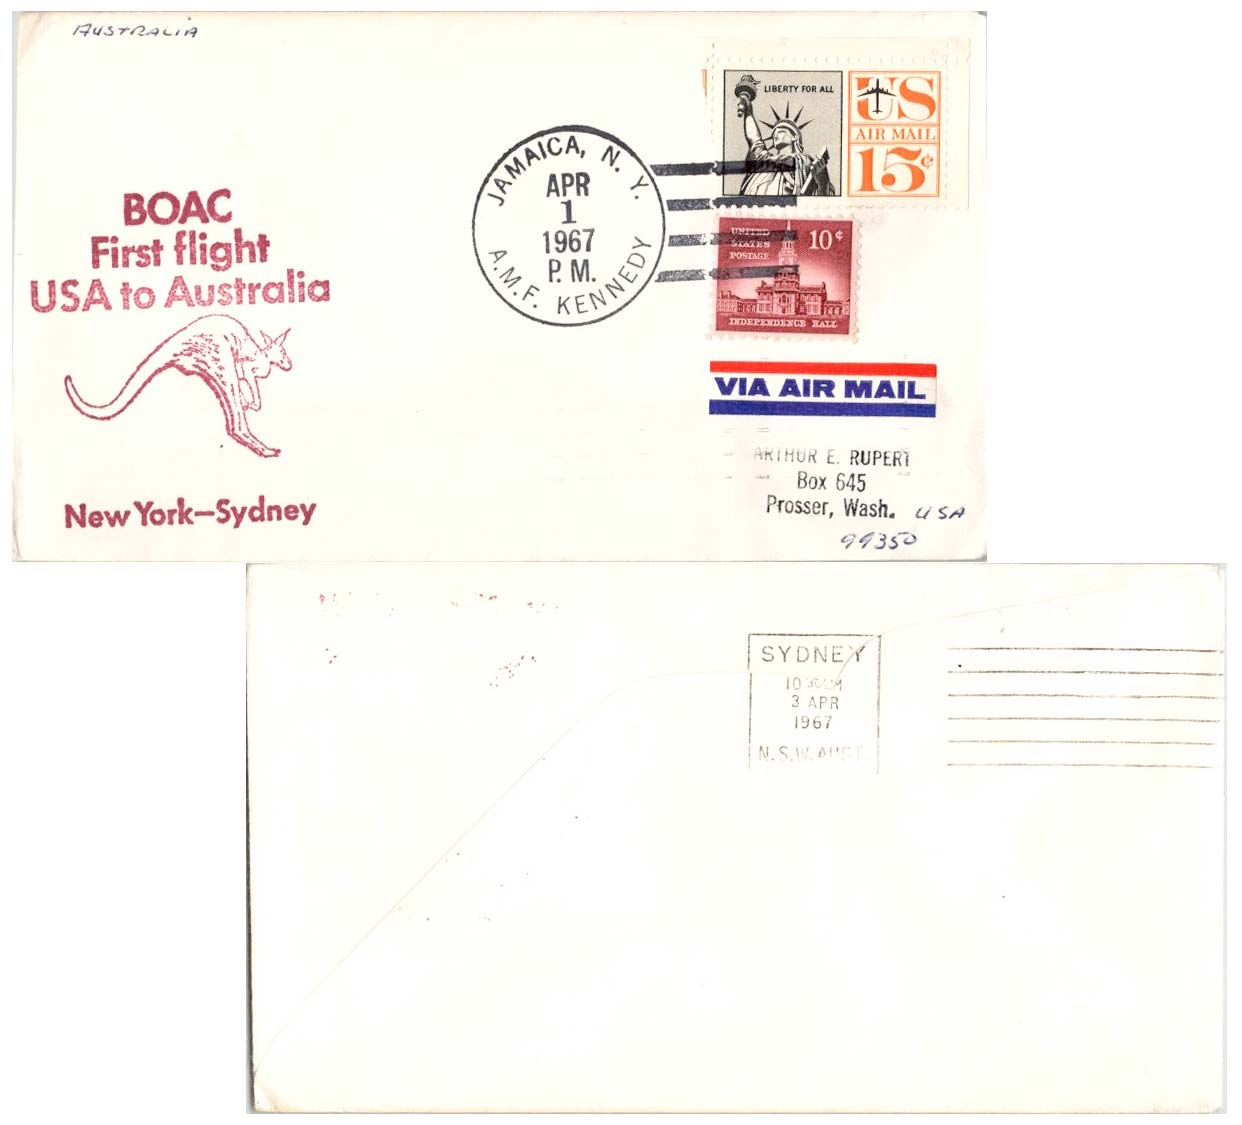 AUSTRALIA
BOAC
First flight
USA to Australia
New York–Sydney
JAMAICA, N. Y.
APR
1
1967
P. M.
A.M.F. KENNEDY
LIBERTY FOR ALL
US
AIR MAIL
15¢
UNITED
STATES
POSTAGE
10¢
INDEPENDENCE HALL
VIA AIR MAIL
ARTHUR E. RUPERT
Box 645
Prosser, Wash. USA
99350
SYDNEY
10
3 APR
1967
N.S.W. AUST